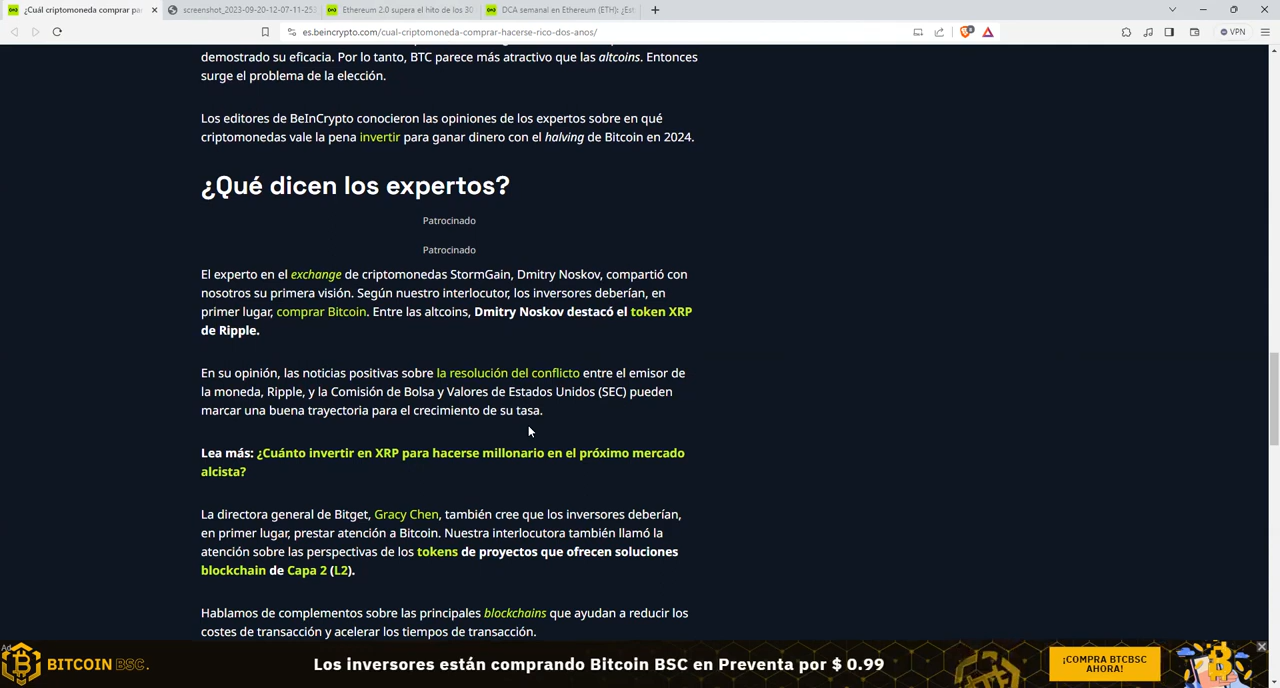 ¿Cuál criptomoneda comprar pa
screenshot_2023-09-20-12-07-11-253
Ethereum 2.0 supera el hito de los 30
DCA semanal en Ethereum (ETH): ¿Est
es.beincrypto.com/cual-criptomoneda-comprar-hacerse-rico-dos-anos/
VPN
demostrado su eficacia. Por lo tanto, BTC parece más atractivo que las altcoins. Entonces
surge el problema de la elección.
Los editores de BeInCrypto conocieron las opiniones de los expertos sobre en qué
criptomonedas vale la pena invertir para ganar dinero con el halving de Bitcoin en 2024.
¿Qué dicen los expertos?
Patrocinado
Patrocinado
El experto en el exchange de criptomonedas StormGain, Dmitry Noskov, compartió con
nosotros su primera visión. Según nuestro interlocutor, los inversores deberían, en
primer lugar, comprar Bitcoin. Entre las altcoins, Dmitry Noskov destacó el token XRP
de Ripple.
En su opinión, las noticias positivas sobre la resolución del conflicto entre el emisor de
la moneda, Ripple, y la Comisión de Bolsa y Valores de Estados Unidos (SEC) pueden
marcar una buena trayectoria para el crecimiento de su tasa.
Lea más: ¿Cuánto invertir en XRP para hacerse millonario en el próximo mercado
alcista?
La directora general de Bitget, Gracy Chen, también cree que los inversores deberían,
en primer lugar, prestar atención a Bitcoin. Nuestra interlocutora también llamó la
atención sobre las perspectivas de los tokens de proyectos que ofrecen soluciones
blockchain de Capa 2 (L2).
Hablamos de complementos sobre las principales blockchains que ayudan a reducir los
costes de transacción y acelerar los tiempos de transacción.
Ad
BITCOIN BSC.
Los inversores están comprando Bitcoin BSC en Preventa por $ 0.99
¡COMPRA BTCBSC
AHORA!